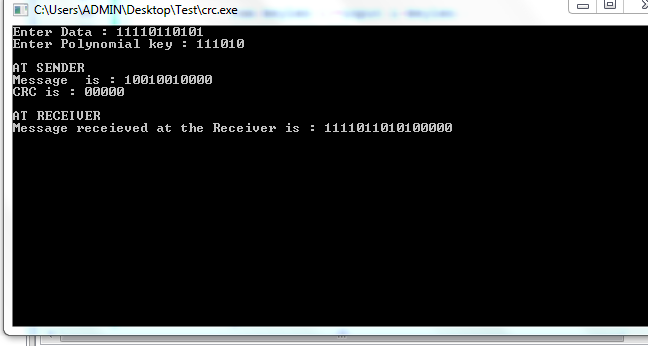 C:\Users\ADMIN\Desktop\Test\crc.exe
Enter Data : 11110110101
Enter Polynomial key : 111010
AT SENDER
Message  is : 10010010000
CRC is : 00000
AT RECEIVER
Message receieved at the Receiver is : 1111011010100000